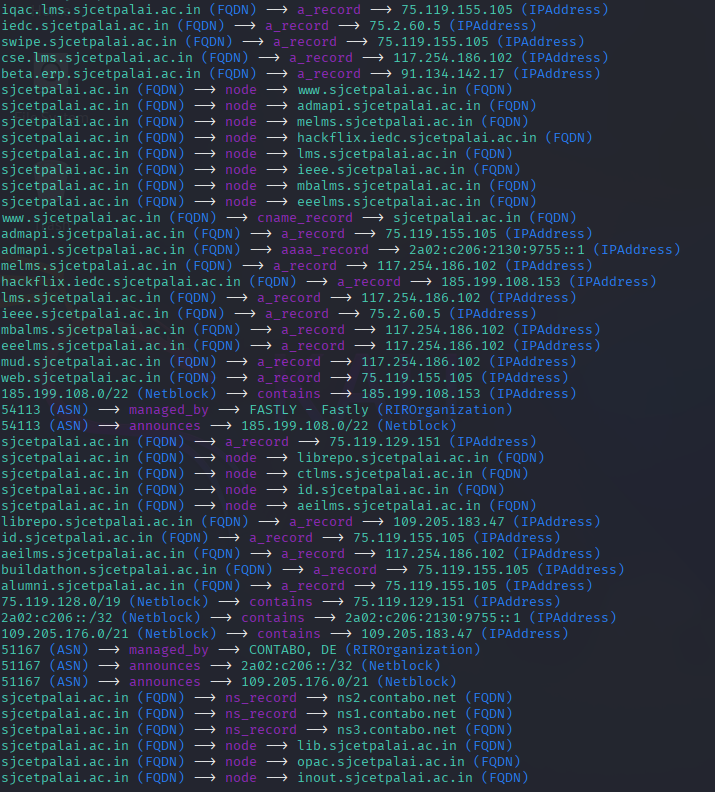 iqac.lms.sjcetpalai.ac.in (FQDN) ⟶ a_record ⟶ 75.119.155.105 (IPAddress)
iedc.sjcetpalai.ac.in (FQDN) ⟶ a_record ⟶ 75.2.60.5 (IPAddress)
swipe.sjcetpalai.ac.in (FQDN) ⟶ a_record ⟶ 75.119.155.105 (IPAddress)
cse.lms.sjcetpalai.ac.in (FQDN) ⟶ a_record ⟶ 117.254.186.102 (IPAddress)
beta.erp.sjcetpalai.ac.in (FQDN) ⟶ a_record ⟶ 91.134.142.17 (IPAddress)
sjcetpalai.ac.in (FQDN) ⟶ node ⟶ www.sjcetpalai.ac.in (FQDN)
sjcetpalai.ac.in (FQDN) ⟶ node ⟶ admapi.sjcetpalai.ac.in (FQDN)
sjcetpalai.ac.in (FQDN) ⟶ node ⟶ melms.sjcetpalai.ac.in (FQDN)
sjcetpalai.ac.in (FQDN) ⟶ node ⟶ hackflix.iedc.sjcetpalai.ac.in (FQDN)
sjcetpalai.ac.in (FQDN) ⟶ node ⟶ lms.sjcetpalai.ac.in (FQDN)
sjcetpalai.ac.in (FQDN) ⟶ node ⟶ ieee.sjcetpalai.ac.in (FQDN)
sjcetpalai.ac.in (FQDN) ⟶ node ⟶ mbalms.sjcetpalai.ac.in (FQDN)
sjcetpalai.ac.in (FQDN) ⟶ node ⟶ eeelms.sjcetpalai.ac.in (FQDN)
www.sjcetpalai.ac.in (FQDN) ⟶ cname_record ⟶ sjcetpalai.ac.in (FQDN)
admapi.sjcetpalai.ac.in (FQDN) ⟶ a_record ⟶ 75.119.155.105 (IPAddress)
admapi.sjcetpalai.ac.in (FQDN) ⟶ aaaa_record ⟶ 2a02:c206:2130:9755::1 (IPAddress)
melms.sjcetpalai.ac.in (FQDN) ⟶ a_record ⟶ 117.254.186.102 (IPAddress)
hackflix.iedc.sjcetpalai.ac.in (FQDN) ⟶ a_record ⟶ 185.199.108.153 (IPAddress)
lms.sjcetpalai.ac.in (FQDN) ⟶ a_record ⟶ 117.254.186.102 (IPAddress)
ieee.sjcetpalai.ac.in (FQDN) ⟶ a_record ⟶ 75.2.60.5 (IPAddress)
mbalms.sjcetpalai.ac.in (FQDN) ⟶ a_record ⟶ 117.254.186.102 (IPAddress)
eeelms.sjcetpalai.ac.in (FQDN) ⟶ a_record ⟶ 117.254.186.102 (IPAddress)
mud.sjcetpalai.ac.in (FQDN) ⟶ a_record ⟶ 117.254.186.102 (IPAddress)
web.sjcetpalai.ac.in (FQDN) ⟶ a_record ⟶ 75.119.155.105 (IPAddress)
185.199.108.0/22 (Netblock) ⟶ contains ⟶ 185.199.108.153 (IPAddress)
54113 (ASN) ⟶ managed_by ⟶ FASTLY - Fastly (RIROrganization)
54113 (ASN) ⟶ announces ⟶ 185.199.108.0/22 (Netblock)
sjcetpalai.ac.in (FQDN) ⟶ a_record ⟶ 75.119.129.151 (IPAddress)
sjcetpalai.ac.in (FQDN) ⟶ node ⟶ librepo.sjcetpalai.ac.in (FQDN)
sjcetpalai.ac.in (FQDN) ⟶ node ⟶ ctlms.sjcetpalai.ac.in (FQDN)
sjcetpalai.ac.in (FQDN) ⟶ node ⟶ id.sjcetpalai.ac.in (FQDN)
sjcetpalai.ac.in (FQDN) ⟶ node ⟶ aeilms.sjcetpalai.ac.in (FQDN)
librepo.sjcetpalai.ac.in (FQDN) ⟶ a_record ⟶ 109.205.183.47 (IPAddress)
id.sjcetpalai.ac.in (FQDN) ⟶ a_record ⟶ 75.119.155.105 (IPAddress)
aeilms.sjcetpalai.ac.in (FQDN) ⟶ a_record ⟶ 117.254.186.102 (IPAddress)
buildathon.sjcetpalai.ac.in (FQDN) ⟶ a_record ⟶ 75.119.155.105 (IPAddress)
alumni.sjcetpalai.ac.in (FQDN) ⟶ a_record ⟶ 75.119.155.105 (IPAddress)
75.119.128.0/19 (Netblock) ⟶ contains ⟶ 75.119.129.151 (IPAddress)
2a02:c206::/32 (Netblock) ⟶ contains ⟶ 2a02:c206:2130:9755::1 (IPAddress)
109.205.176.0/21 (Netblock) ⟶ contains ⟶ 109.205.183.47 (IPAddress)
51167 (ASN) ⟶ managed_by ⟶ CONTABO, DE (RIROrganization)
51167 (ASN) ⟶ announces ⟶ 2a02:c206::/32 (Netblock)
51167 (ASN) ⟶ announces ⟶ 109.205.176.0/21 (Netblock)
sjcetpalai.ac.in (FQDN) ⟶ ns_record ⟶ ns2.contabo.net (FQDN)
sjcetpalai.ac.in (FQDN) ⟶ ns_record ⟶ ns1.contabo.net (FQDN)
sjcetpalai.ac.in (FQDN) ⟶ ns_record ⟶ ns3.contabo.net (FQDN)
sjcetpalai.ac.in (FQDN) ⟶ node ⟶ lib.sjcetpalai.ac.in (FQDN)
sjcetpalai.ac.in (FQDN) ⟶ node ⟶ opac.sjcetpalai.ac.in (FQDN)
sjcetpalai.ac.in (FQDN) ⟶ node ⟶ inout.sjcetpalai.ac.in (FQDN)